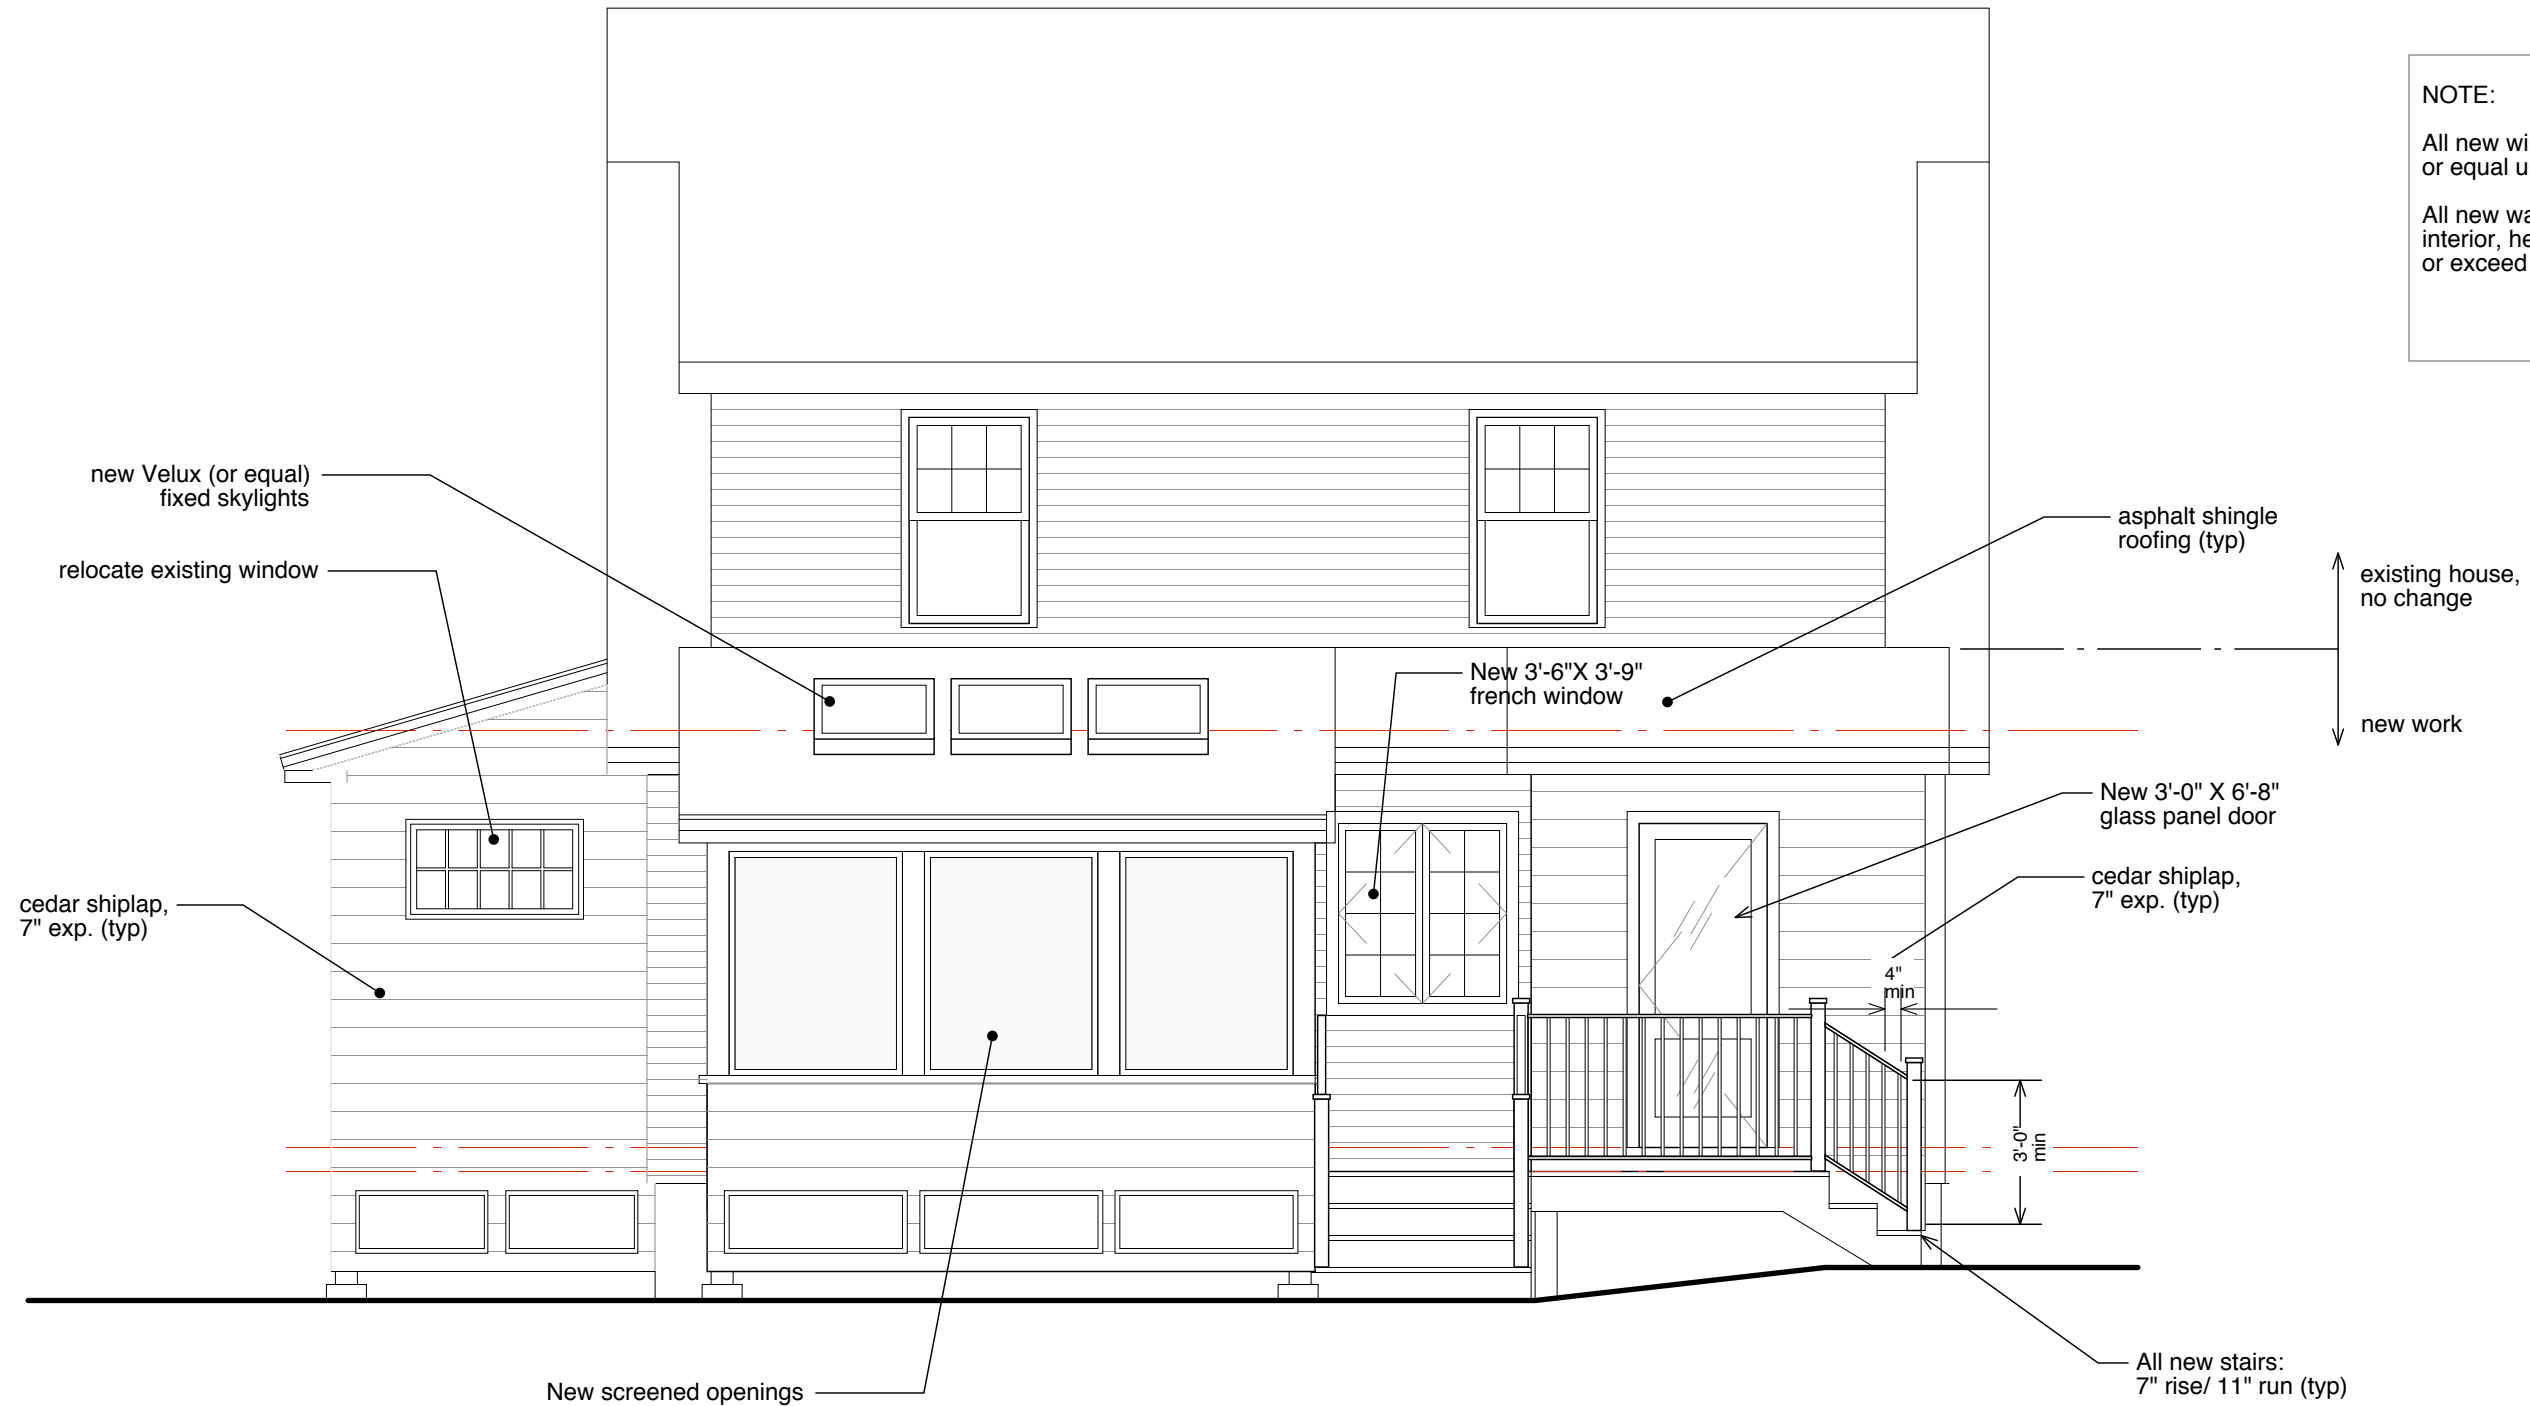 NOTE:
All new
or equal
All new
interior,
or exceed
new Velux (or equal)
fixed skylights
relocate existing window
asphalt shingle
roofing (typ)
existing house,
no change
New 3'-6"X 3'-9"
french window
new work
New 3'-0" X 6'-8"
glass panel door
cedar shiplap,
7" exp. (typ)
cedar shiplap,
7" exp. (typ)
4"
min
3'-0"
min
New screened openings
All new stairs:
7" rise/ 11" run (typ)